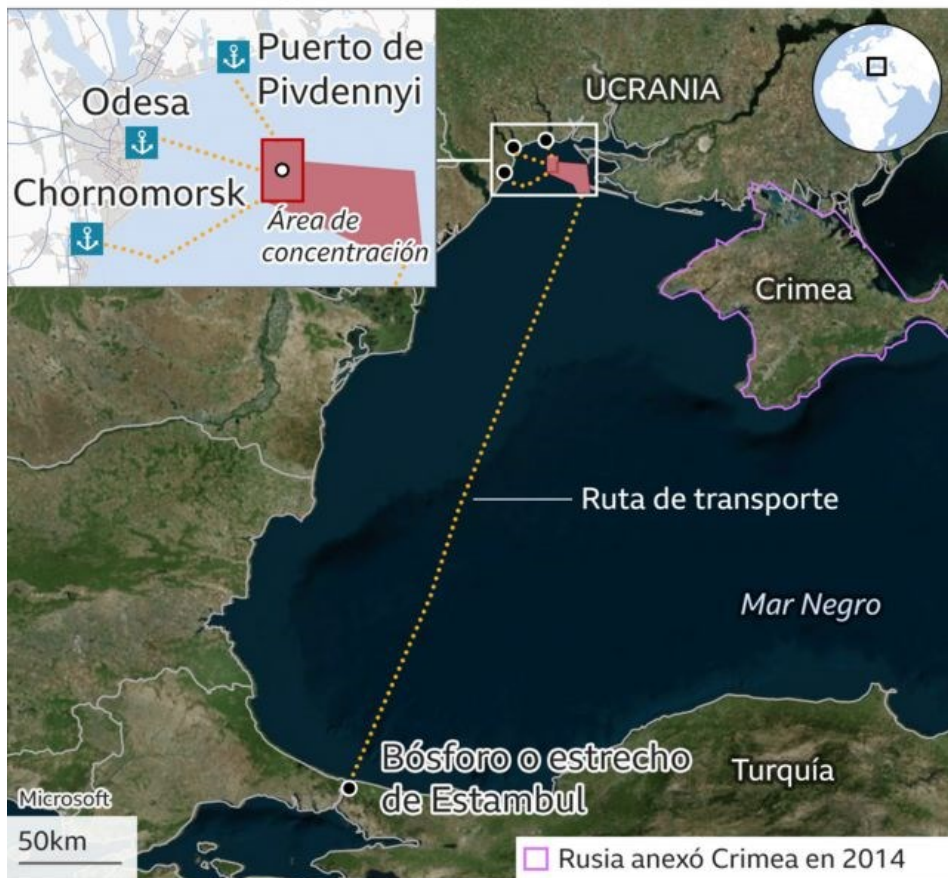 Puerto de
Pivdennyi
Odesa
Chornomorsk
Área de
concentración
UCRANIA
Crimea
Ruta de transporte
Mar Negro
Bósforo o estrecho
de Estambul
Turquía
Microsoft
50km
Rusia anexó Crimea en 2014